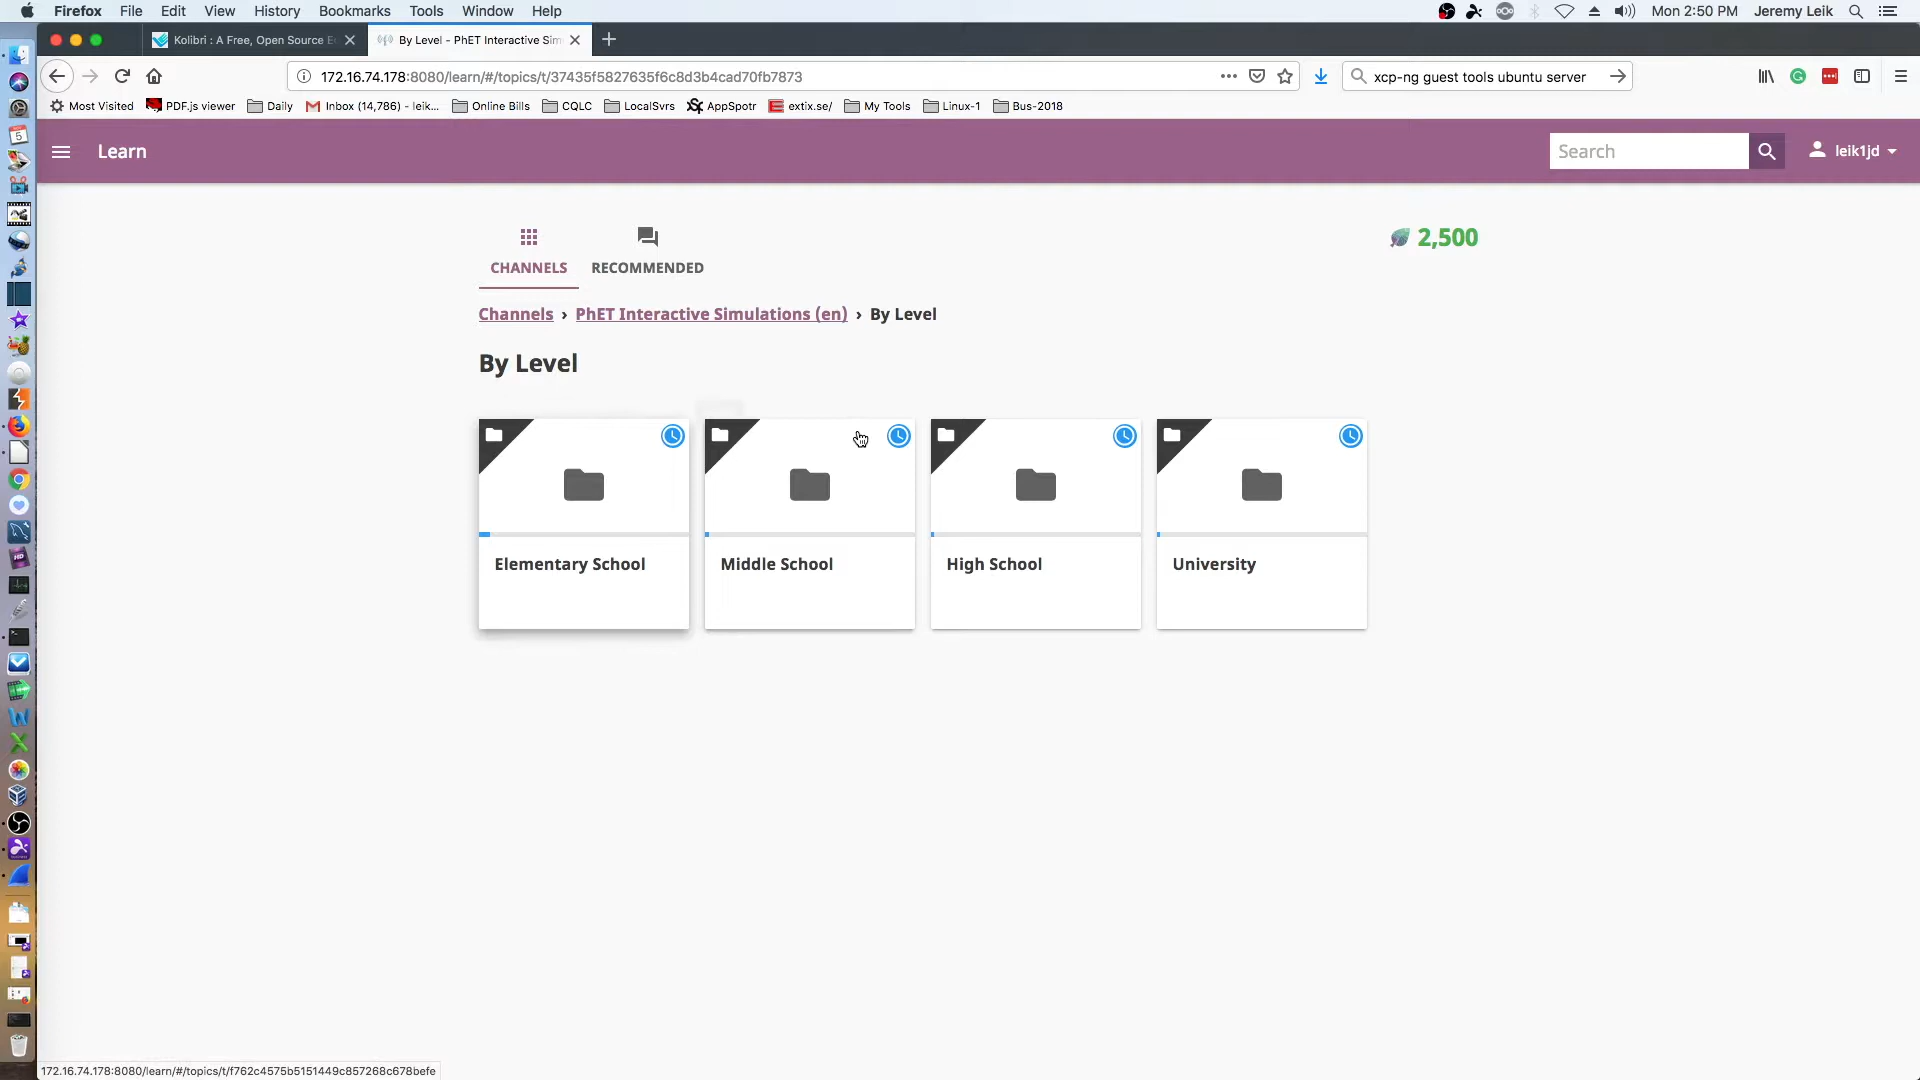 Firefox File Edit View History Bookmarks Tools Window Help Mon 2:50 PM Jeremy Leik
Kolibri : A Free, Open Source E By Level - PhET Interactive Sim
172.16.74.178:8080/learn/#/topics/t/37435f5827635f6c8d3b4cad70fb7873 xcp-ng guest tools ubuntu server
Most Visited PDF.js viewer Daily Inbox (14,786) - leik... Online Bills CQLC LocalSvrs AppSpotr extix.se/ My Tools Linux-1 Bus-2018
Learn Search leik1jd
CHANNELS RECOMMENDED 2,500
Channels › PhET Interactive Simulations (en) › By Level
By Level
Elementary School Middle School High School University
172.16.74.178:8080/learn/#/topics/t/f762c4575b5151449c857268c678befe